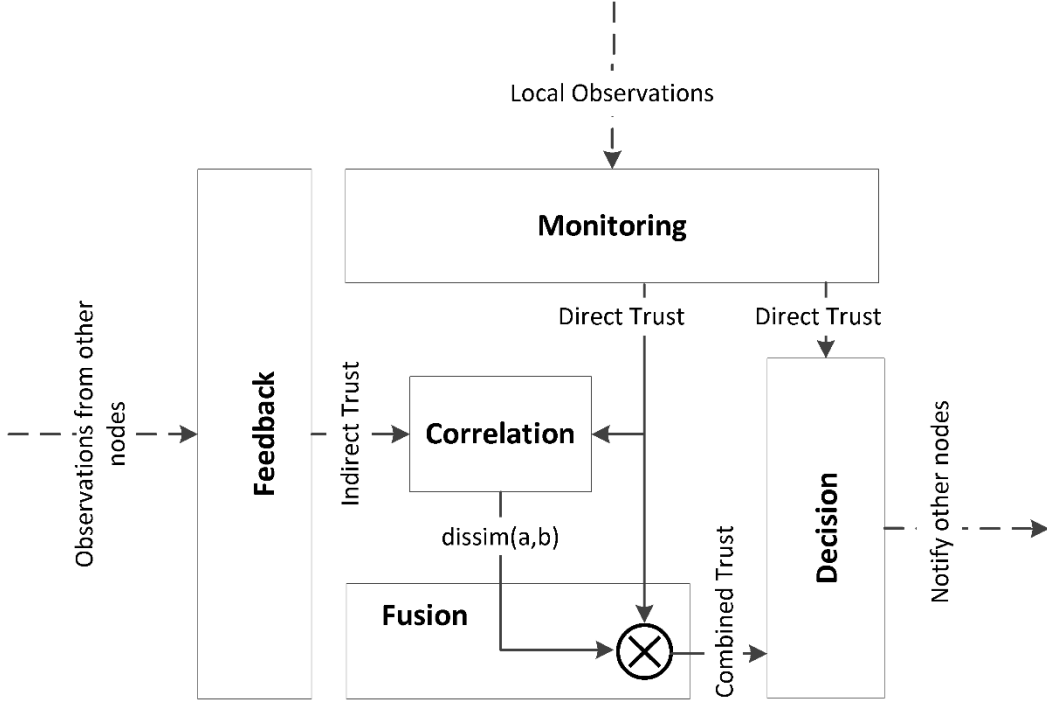 Local Observations
Monitoring
Direct Trust
Direct Trust
Observations from other
nodes
Feedback
Indirect Trust
Correlation
dissim(a,b)
Fusion
Combined Trust
Decision
Notify other nodes